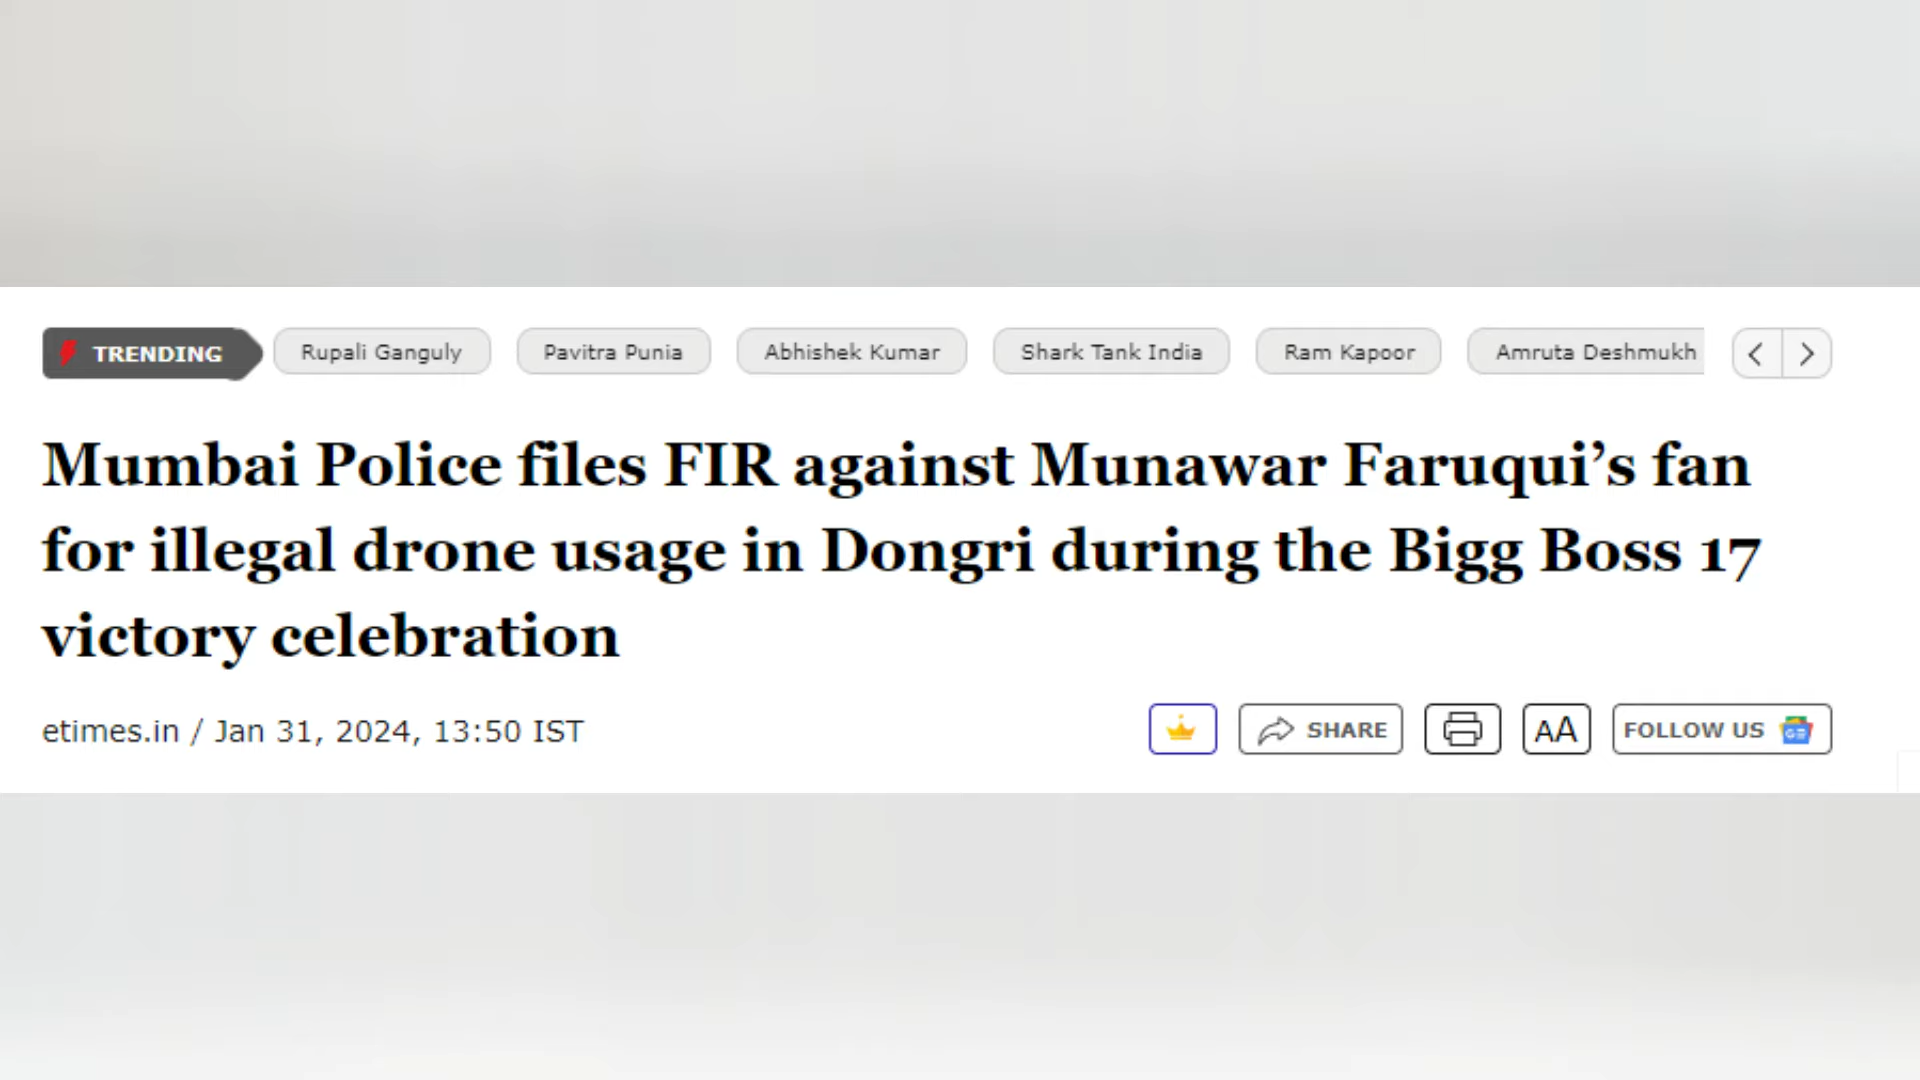 TRENDING Rupali Ganguly Pavitra Punia Abhishek Kumar Shark Tank India Ram Kapoor Amruta Deshmukh
Mumbai Police files FIR against Munawar Faruqui’s fan
for illegal drone usage in Dongri during the Bigg Boss 17
victory celebration
etimes.in / Jan 31, 2024, 13:50 IST SHARE AA FOLLOW US